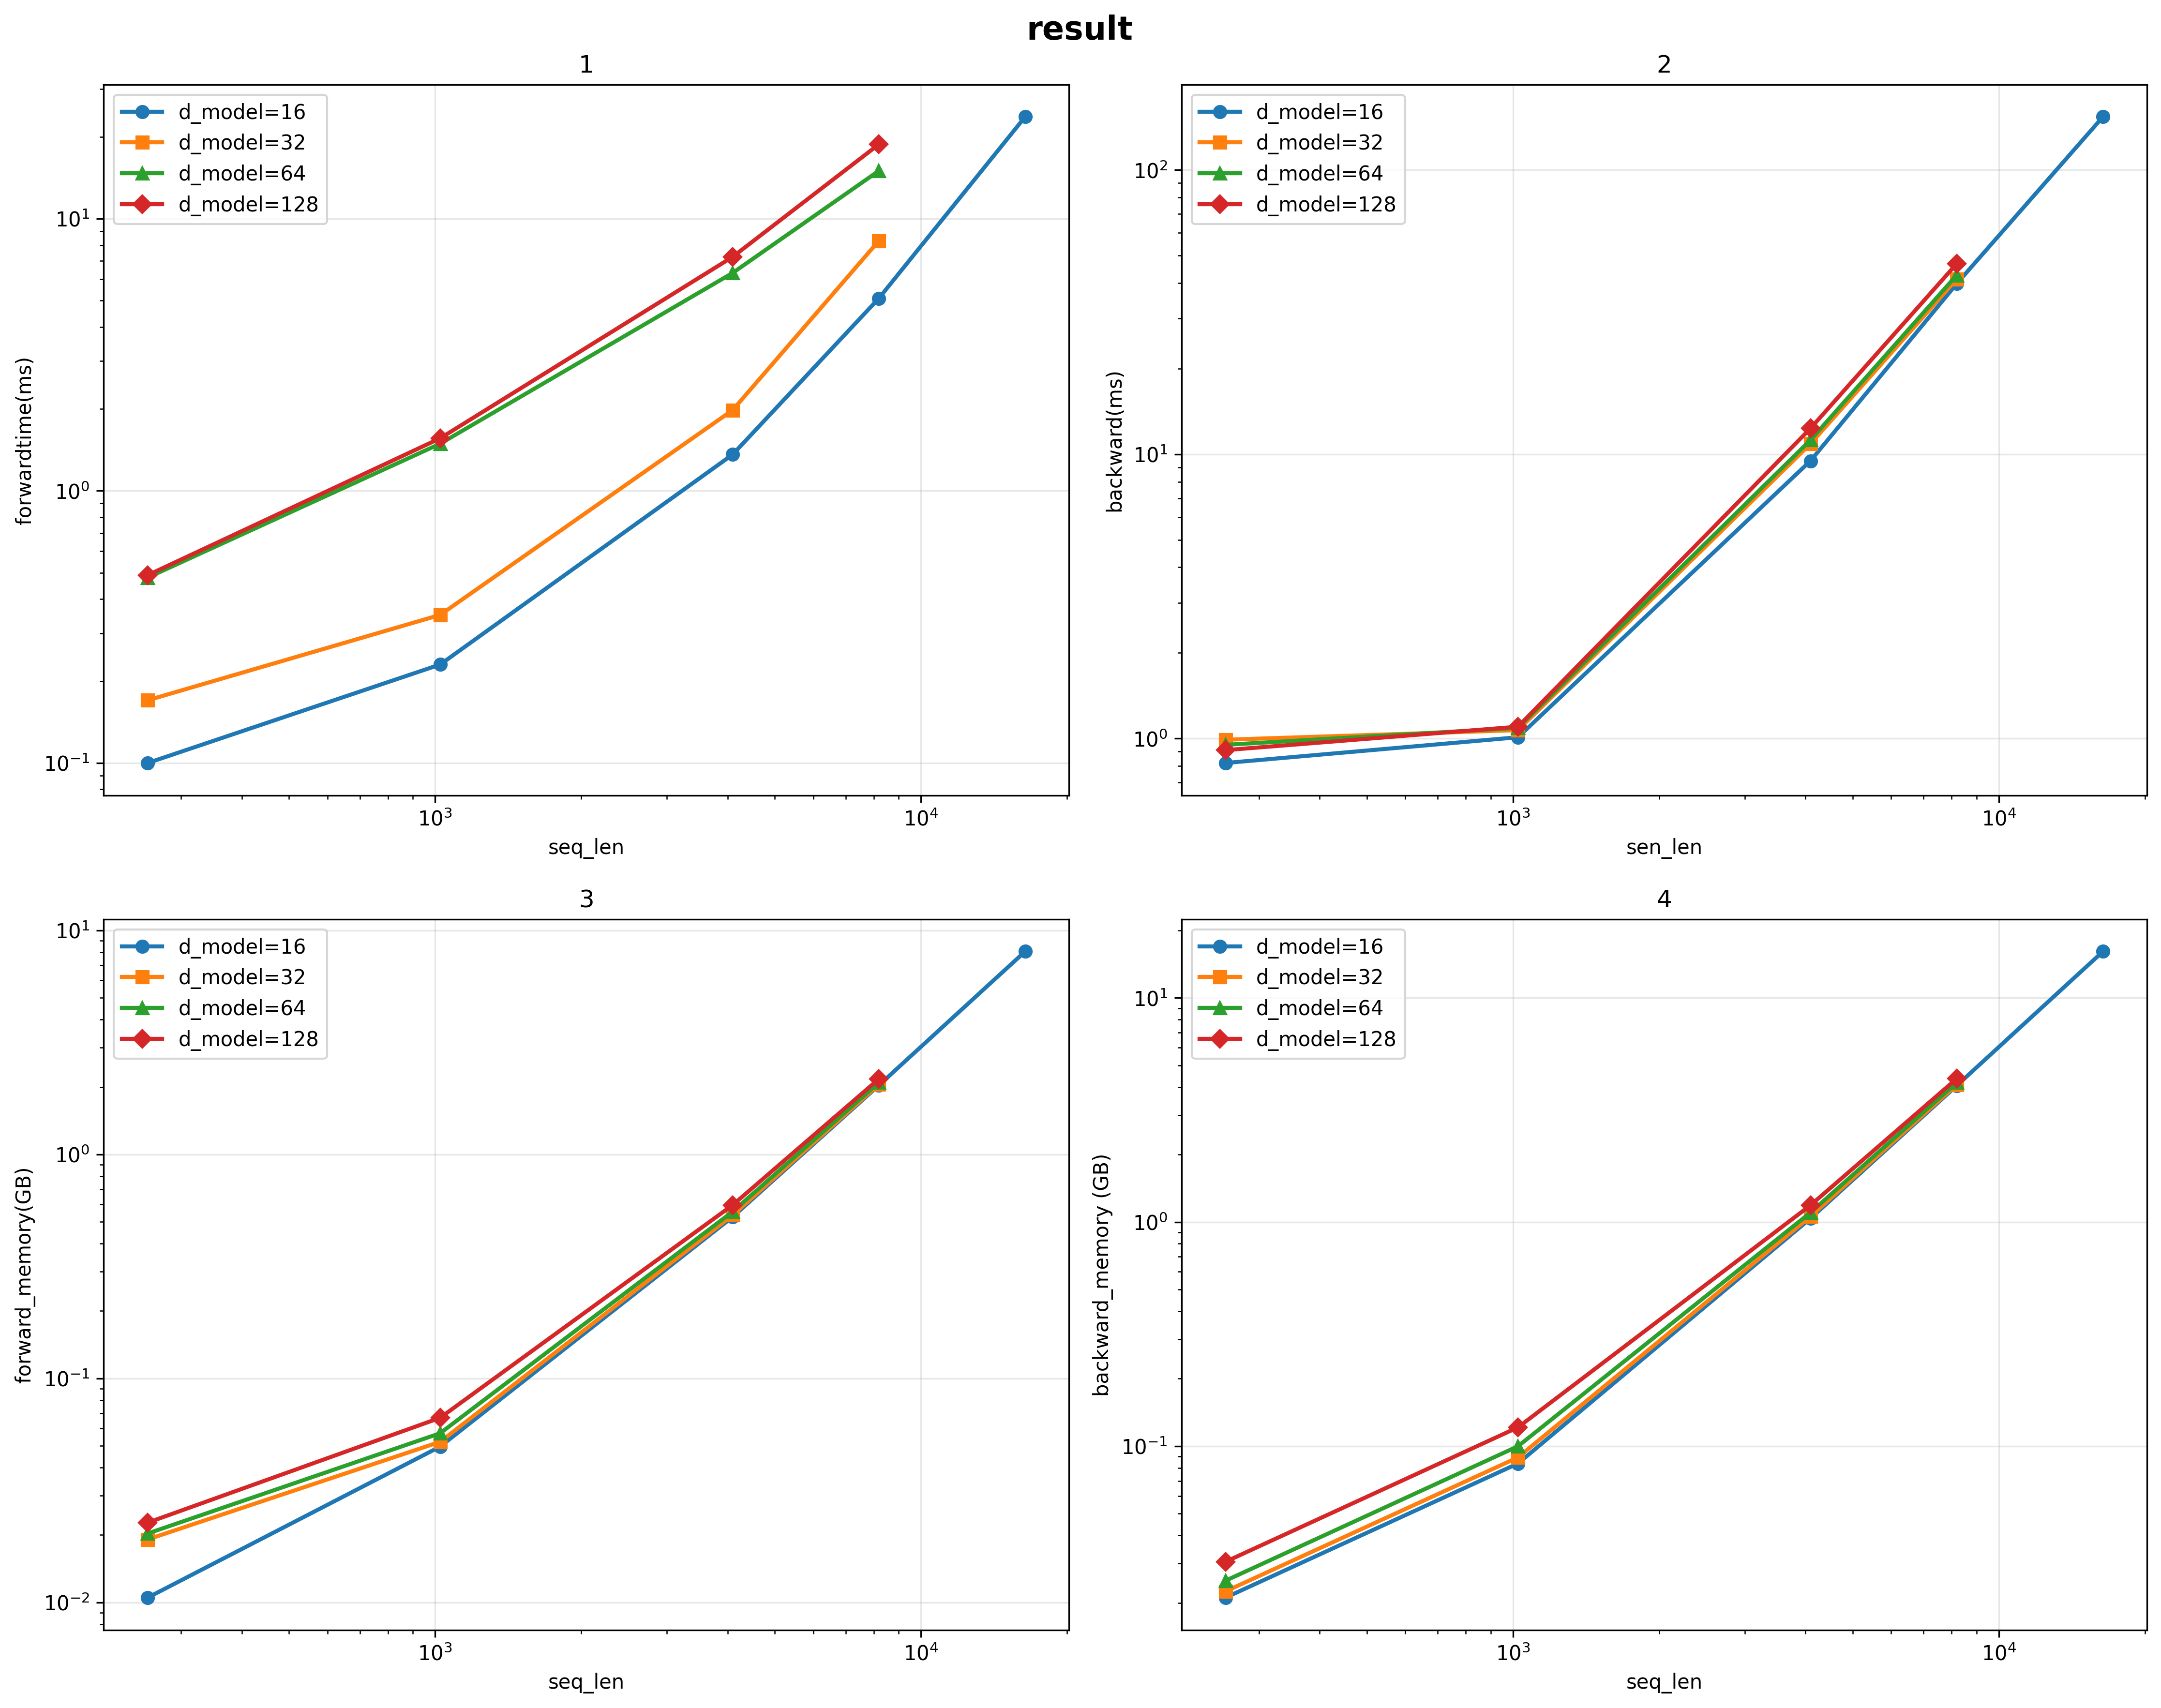 result
1
d_model=16
d_model=32
d_model=64
d_model=128
forwardtime(ms)
10¹
10⁰
10⁻¹
10³
10⁴
seq_len
2
d_model=16
d_model=32
d_model=64
d_model=128
backward(ms)
10²
10¹
10⁰
10³
10⁴
sen_len
3
d_model=16
d_model=32
d_model=64
d_model=128
forward_memory(GB)
10¹
10⁰
10⁻¹
10⁻²
10³
10⁴
seq_len
4
d_model=16
d_model=32
d_model=64
d_model=128
backward_memory (GB)
10¹
10⁰
10⁻¹
10³
10⁴
seq_len